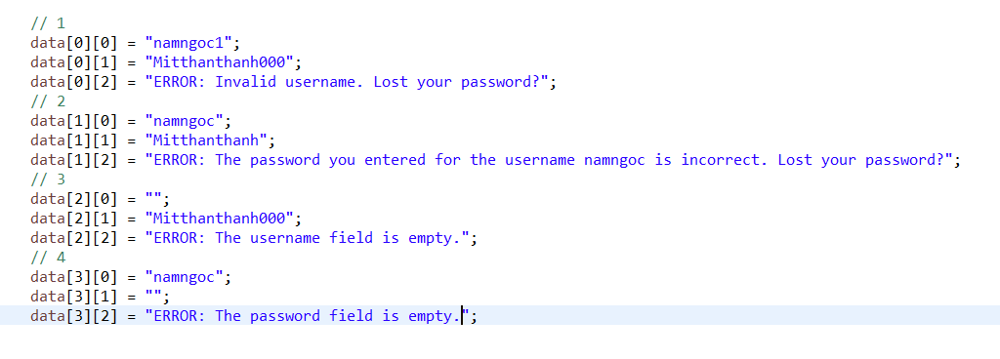 // 1
data[0][0] = "namngoc1";
data[0][1] = "Mitthanthanh000";
data[0][2] = "ERROR: Invalid username. Lost your password?";
// 2
data[1][0] = "namngoc";
data[1][1] = "Mitthanthanh";
data[1][2] = "ERROR: The password you entered for the username namngoc is incorrect. Lost your password?";
// 3
data[2][0] = "";
data[2][1] = "Mitthanthanh000";
data[2][2] = "ERROR: The username field is empty.";
// 4
data[3][0] = "namngoc";
data[3][1] = "";
data[3][2] = "ERROR: The password field is empty.";